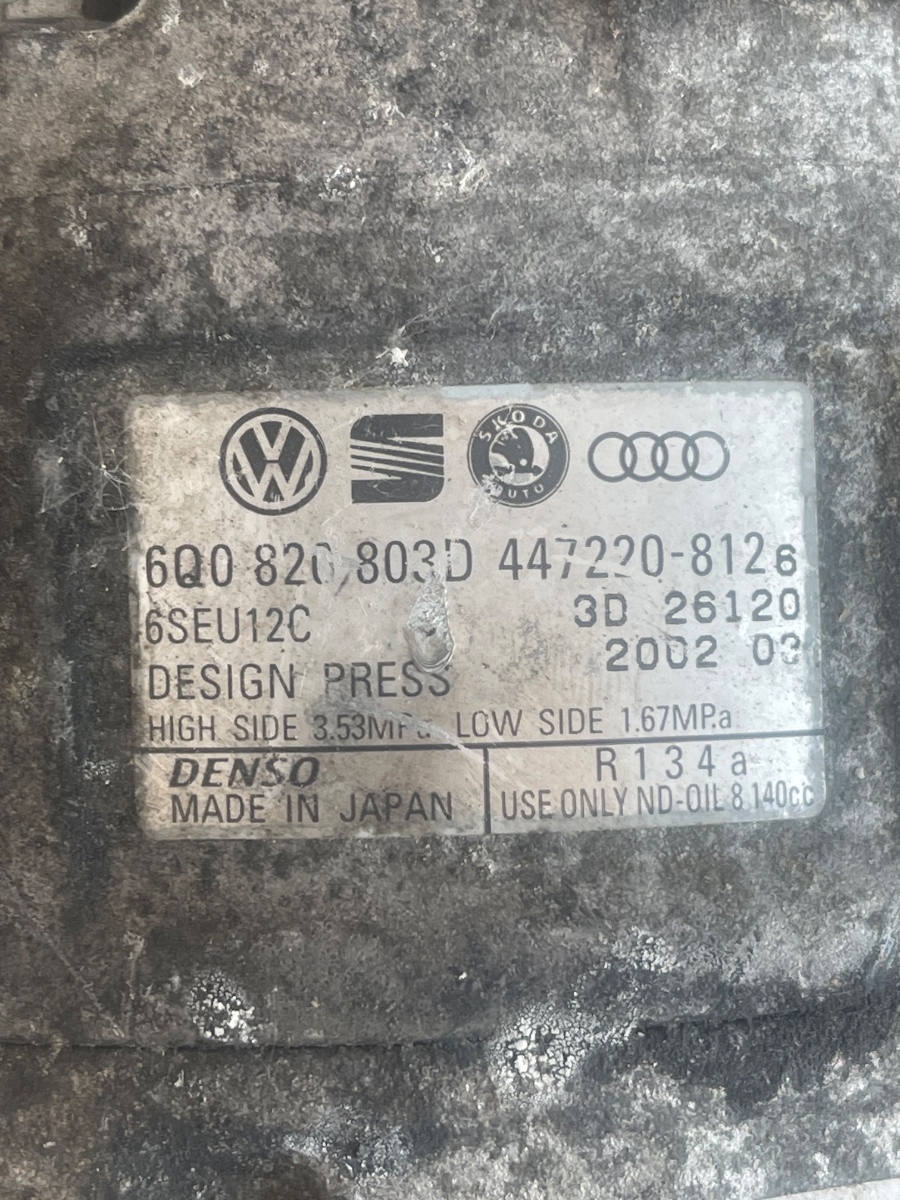 SKODA
AUTO
6Q0 820 803D 447220-8126
6SEU12C 3D 26120
2002 03
DESIGN PRESS
HIGH SIDE 3.53MPa LOW SIDE 1.67MPa
DENSO R134a
MADE IN JAPAN USE ONLY ND-OIL 8 140cc